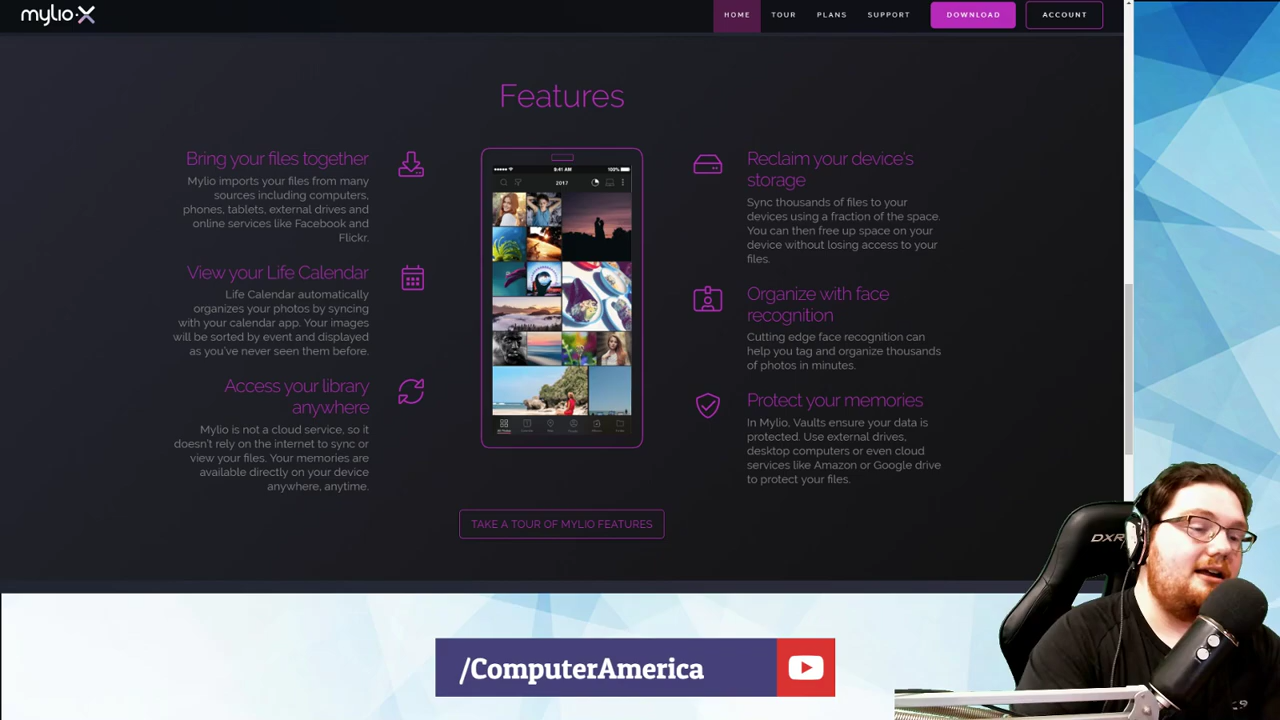 mylio X
HOME
TOUR
PLANS
SUPPORT
DOWNLOAD
ACCOUNT
Features
Bring your files together
Mylio imports your files from many
sources including computers,
phones, tablets, external drives and
online services like Facebook and
Flickr.
View your Life Calendar
Life Calendar automatically
organizes your photos by syncing
with your calendar app. Your images
will be sorted by event and displayed
as you've never seen them before.
Access your library
anywhere
Mylio is not a cloud service, so it
doesn't rely on the internet to sync or
view your files. Your memories are
available directly on your device
anywhere, anytime.
9:41 AM
100%
2017
Reclaim your device's
storage
Sync thousands of files to your
devices using a fraction of the space.
You can then free up space on your
device without losing access to your
files.
Organize with face
recognition
Cutting edge face recognition can
help you tag and organize thousands
of photos in minutes.
Protect your memories
In Mylio, Vaults ensure your data is
protected. Use external drives,
desktop computers or even cloud
services like Amazon or Google drive
to protect your files.
TAKE A TOUR OF MYLIO FEATURES
/ComputerAmerica